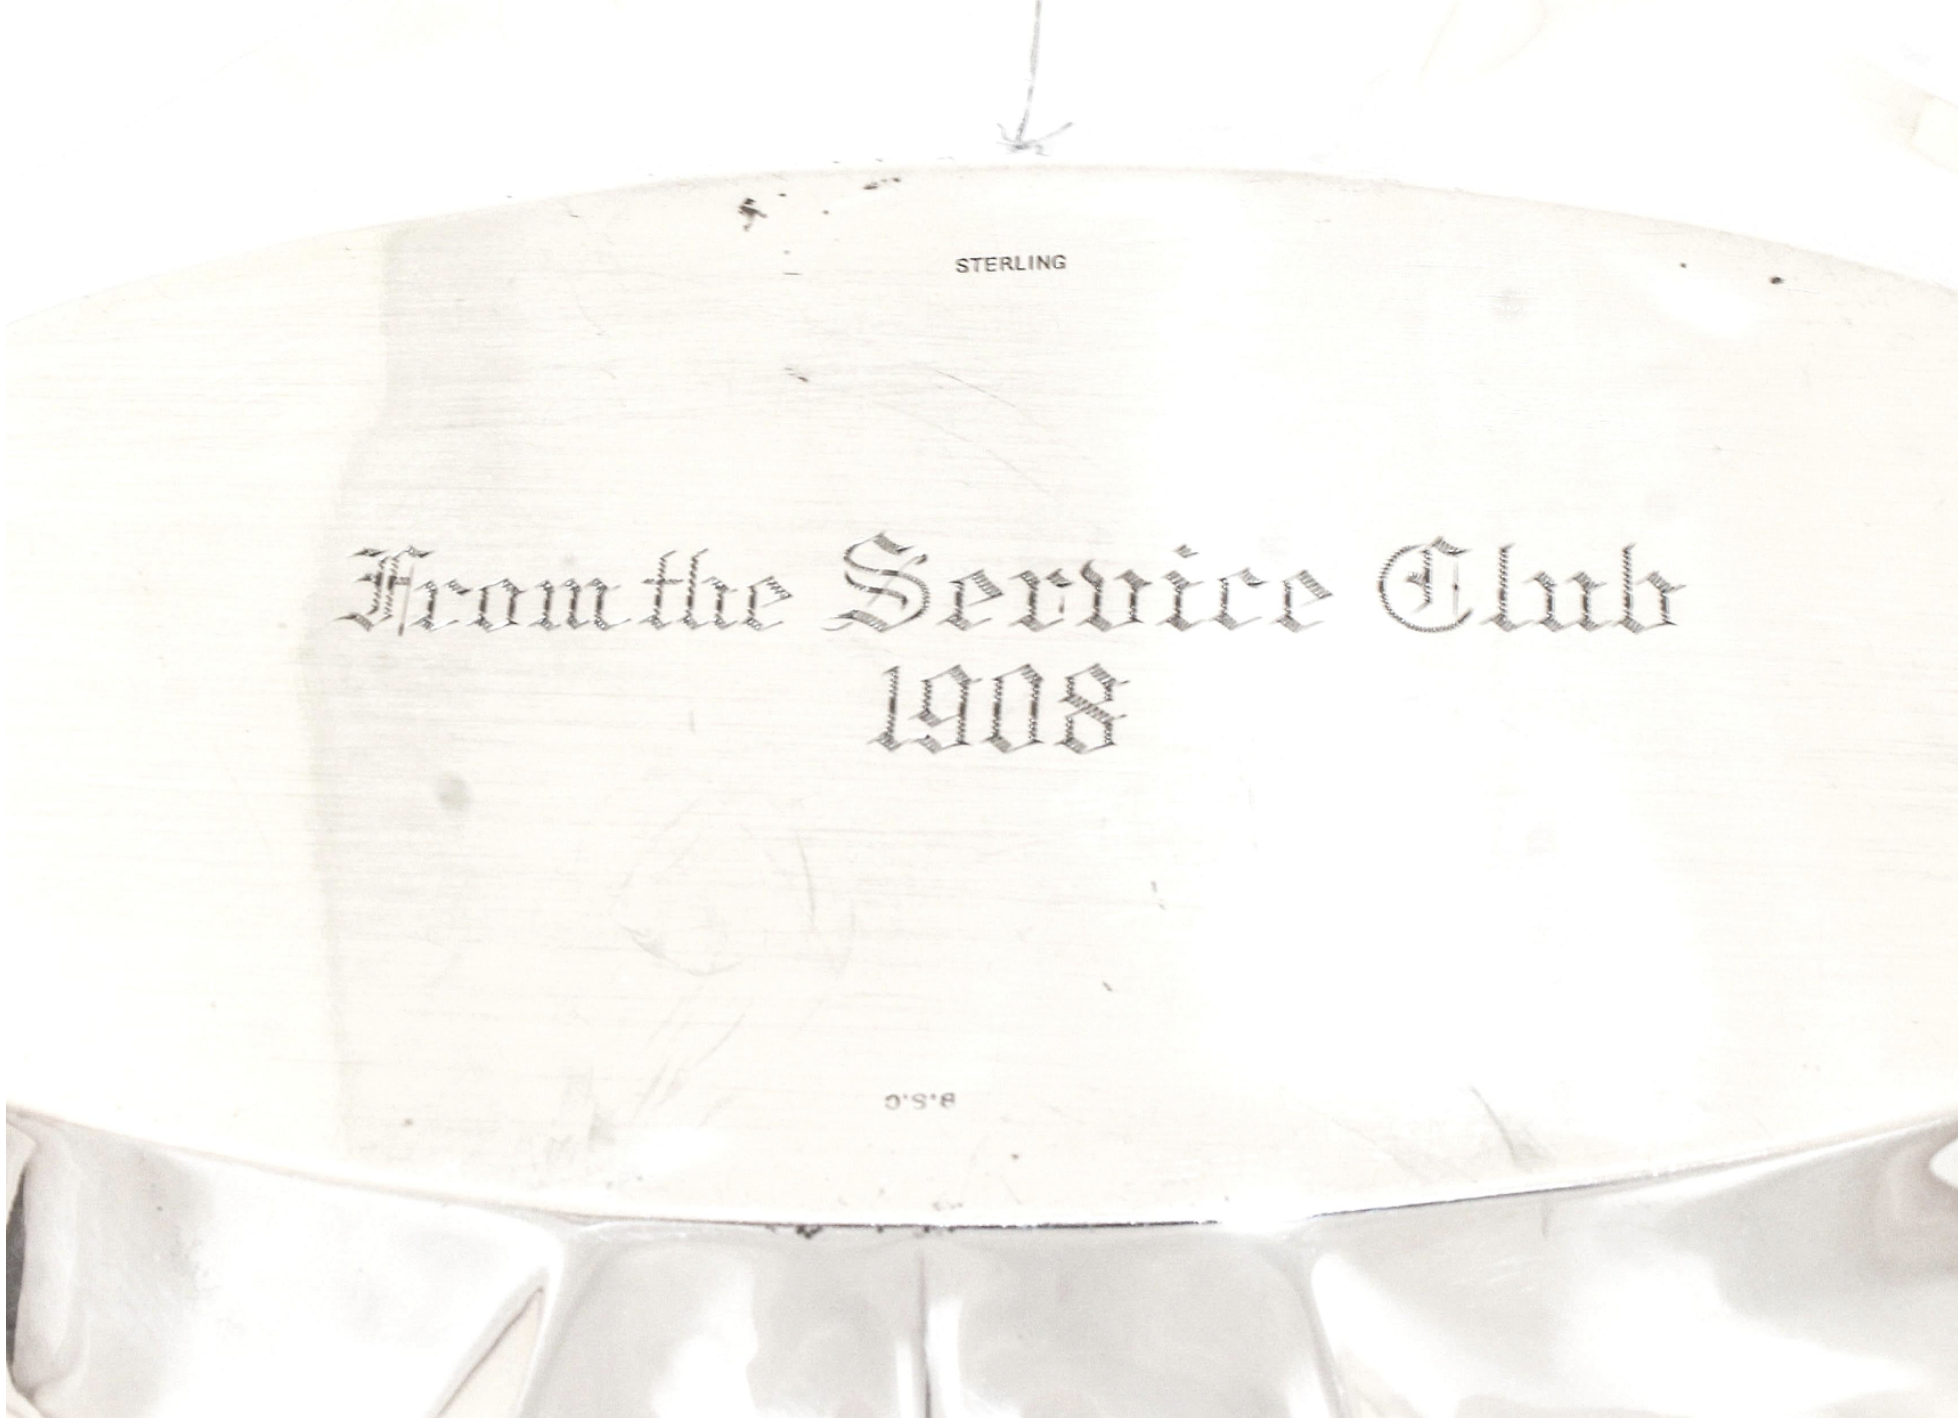 STERLING
From the Service Club
1908
B.S.C